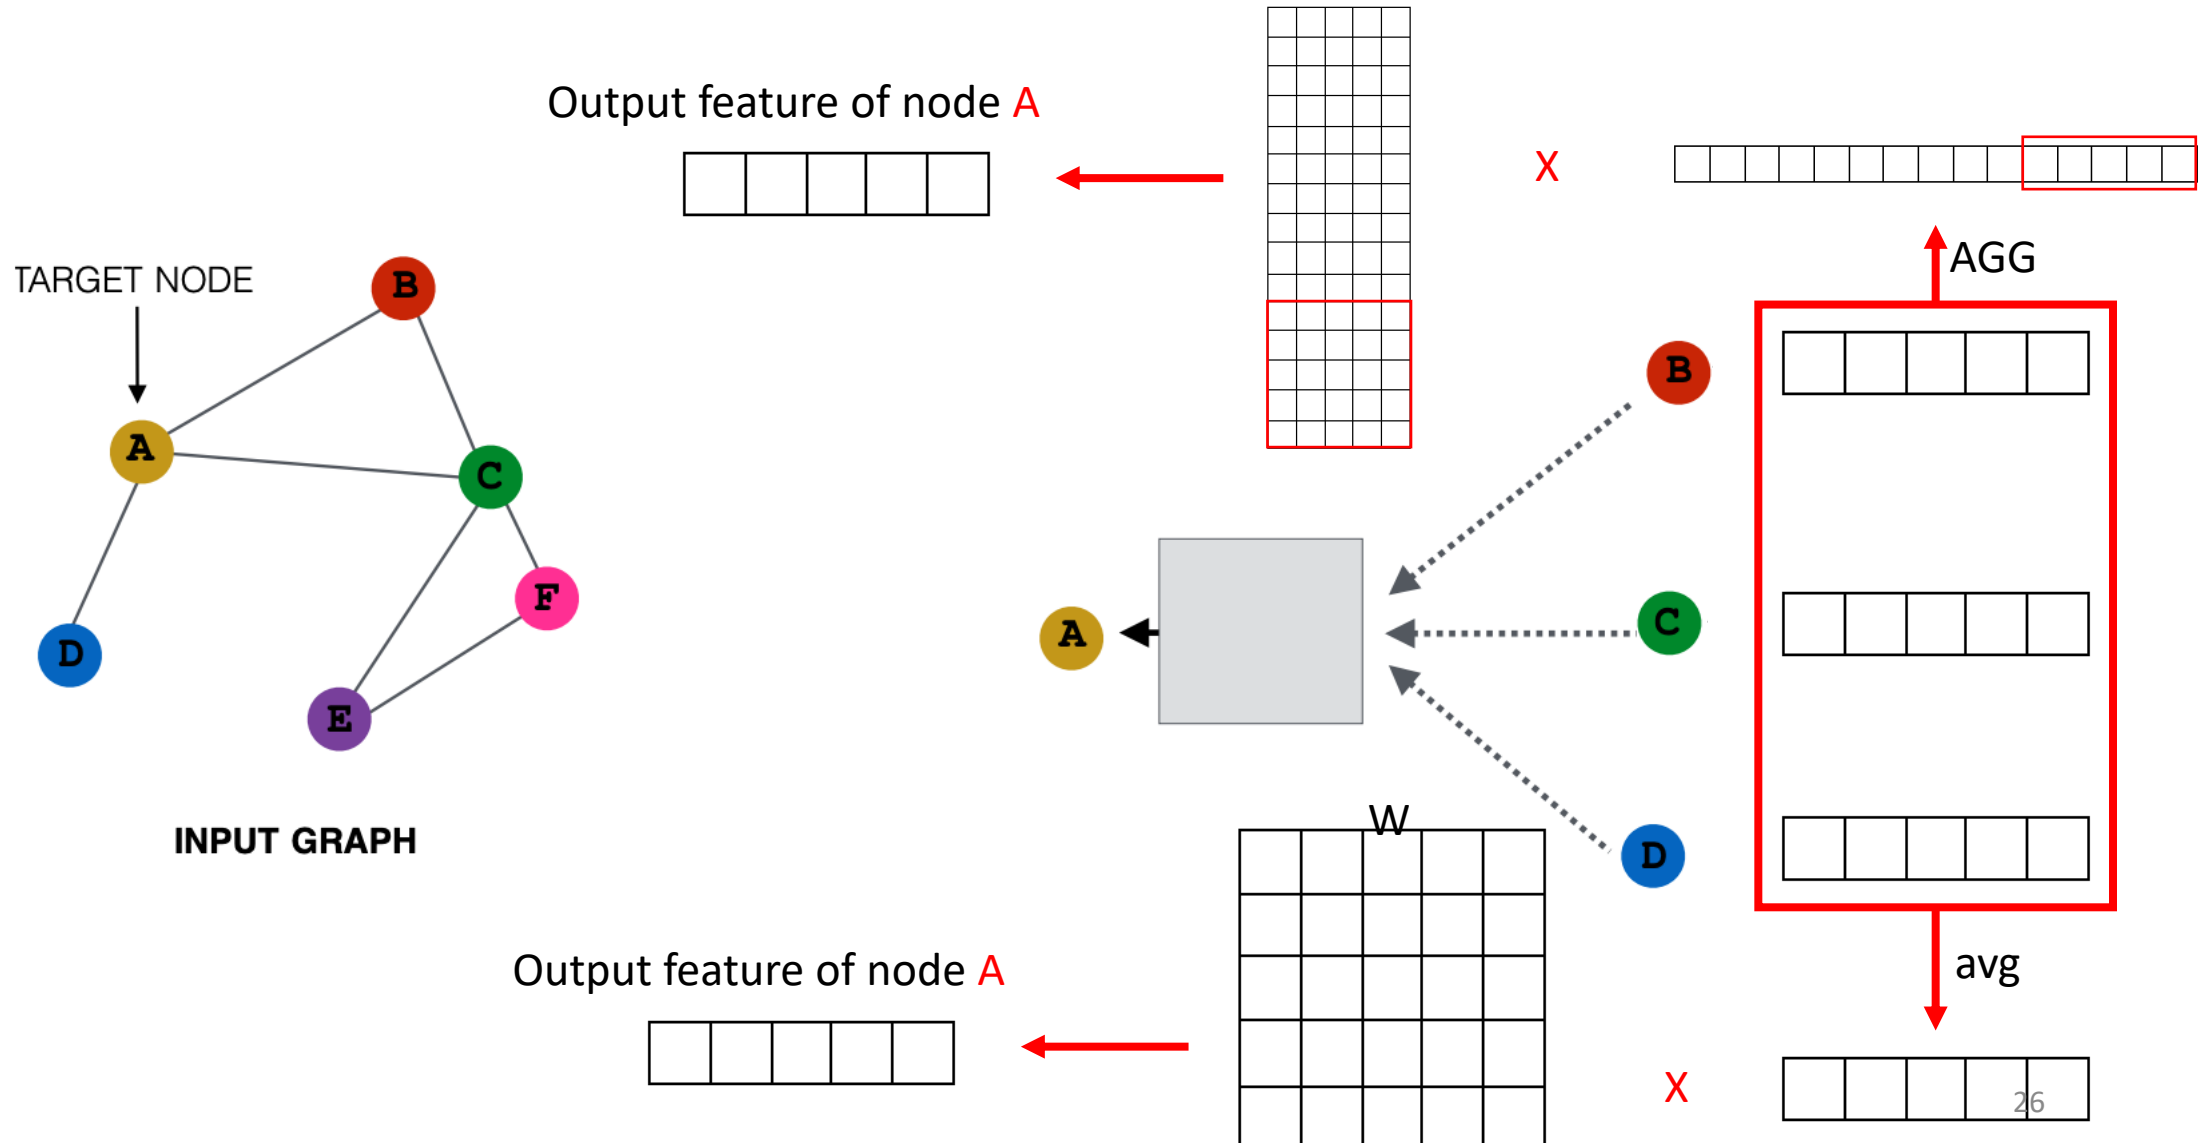 Output feature of node A
X
AGG
TARGET NODE
B
A
C
F
D
E
INPUT GRAPH
B
A
C
D
W
Output feature of node A
avg
X
26